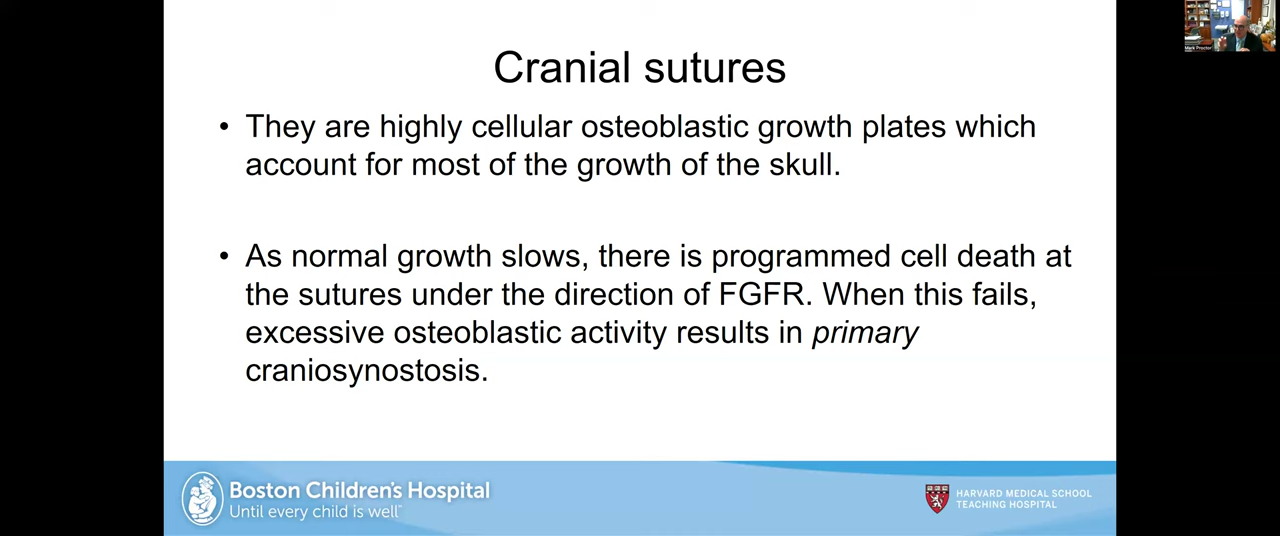 Mark Proctor
Cranial sutures
• They are highly cellular osteoblastic growth plates which
account for most of the growth of the skull.
• As normal growth slows, there is programmed cell death at
the sutures under the direction of FGFR. When this fails,
excessive osteoblastic activity results in primary
craniosynostosis.
Boston Children's Hospital
Until every child is well™
HARVARD MEDICAL SCHOOL
TEACHING HOSPITAL